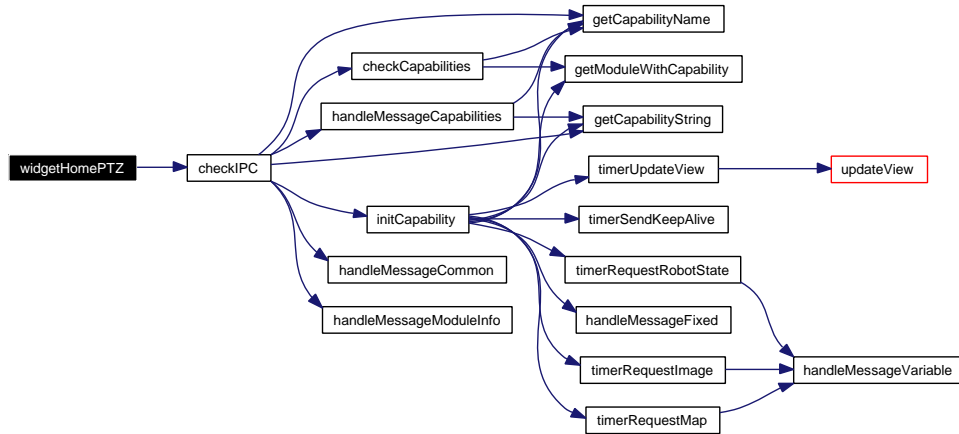 getCapabilityName
checkCapabilities
getModuleWithCapability
handleMessageCapabilities
getCapabilityString
widgetHomePTZ
checkIPC
timerUpdateView
updateView
initCapability
timerSendKeepAlive
handleMessageCommon
timerRequestRobotState
handleMessageModuleInfo
handleMessageFixed
timerRequestImage
handleMessageVariable
timerRequestMap